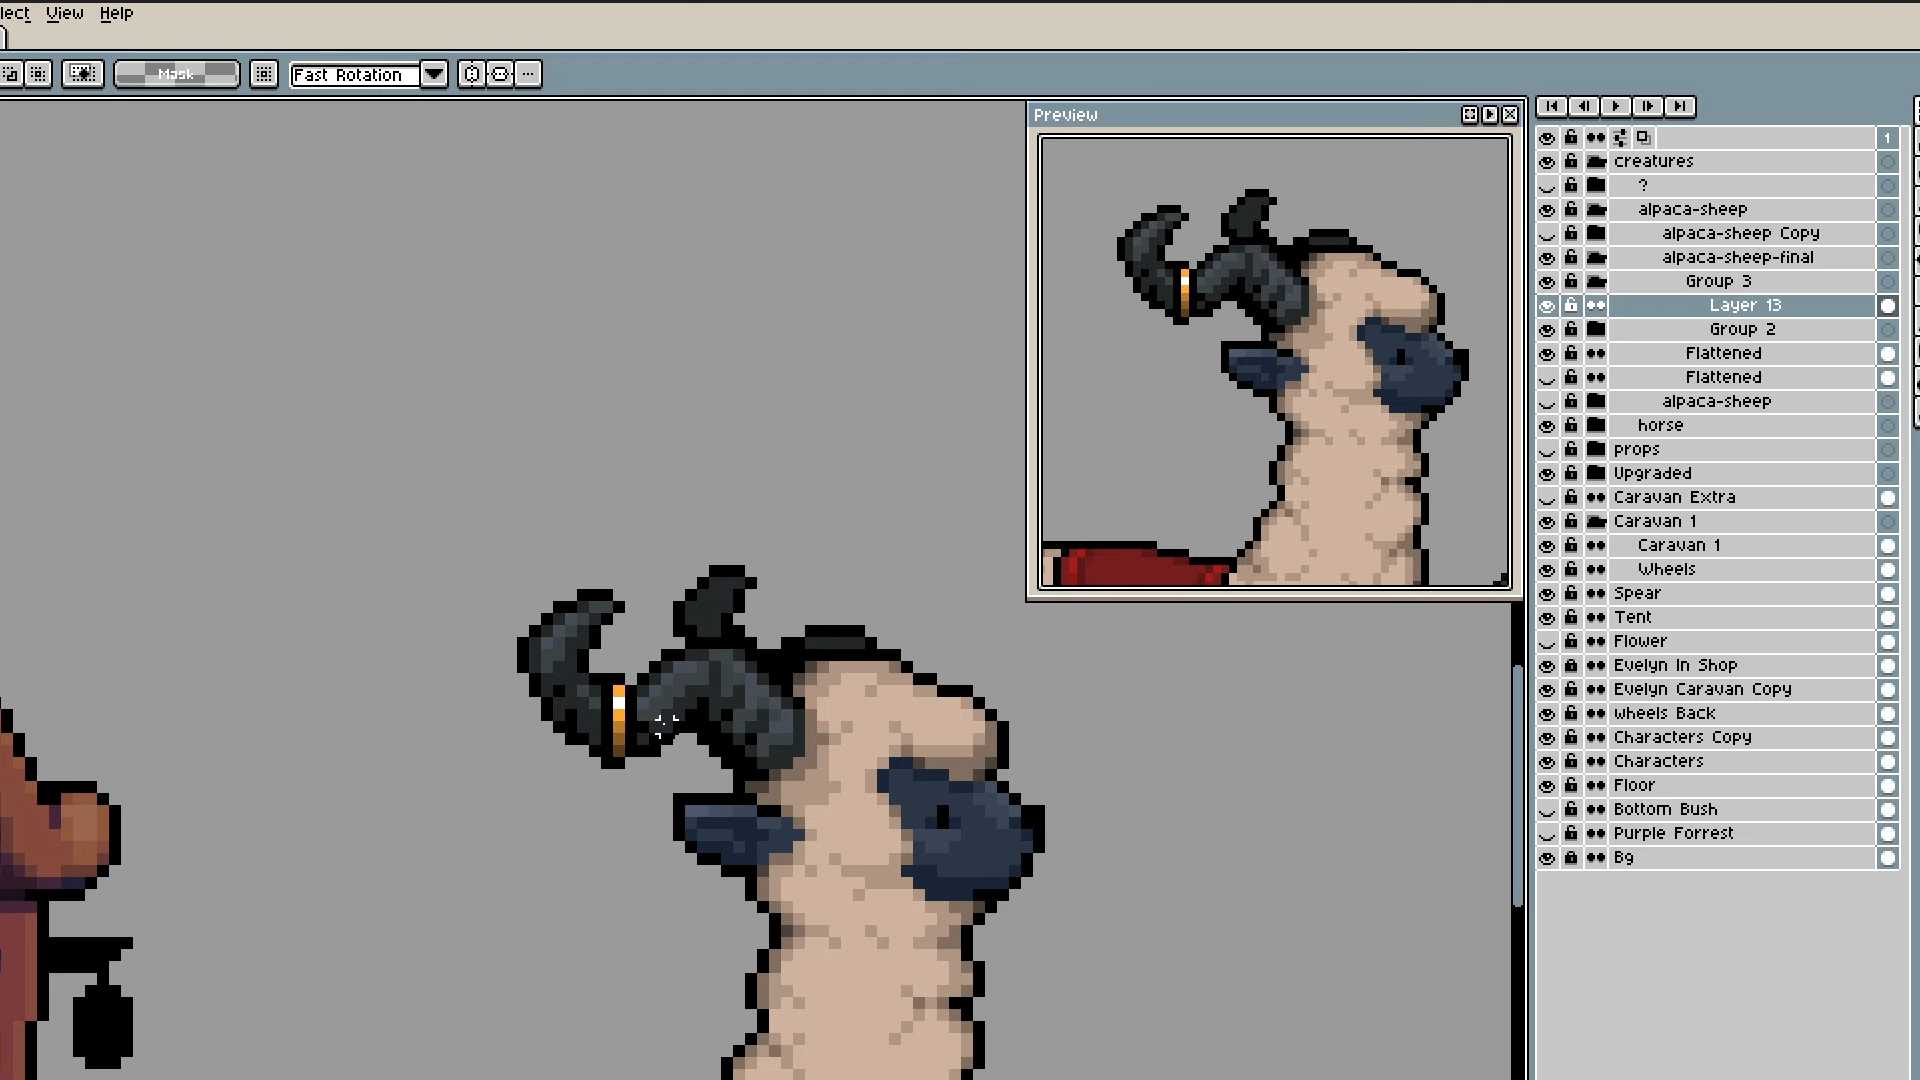 lect View Help
Mask Fast Rotation
Preview
1
creatures
?
alpaca-sheep
alpaca-sheep Copy
alpaca-sheep-final
Group 3
Layer 13
Group 2
Flattened
Flattened
alpaca-sheep
horse
props
Upgraded
Caravan Extra
Caravan 1
Caravan 1
Wheels
Spear
Tent
Flower
Evelyn In Shop
Evelyn Caravan Copy
wheels Back
Characters Copy
Characters
Floor
Bottom Bush
Purple Forrest
Bg